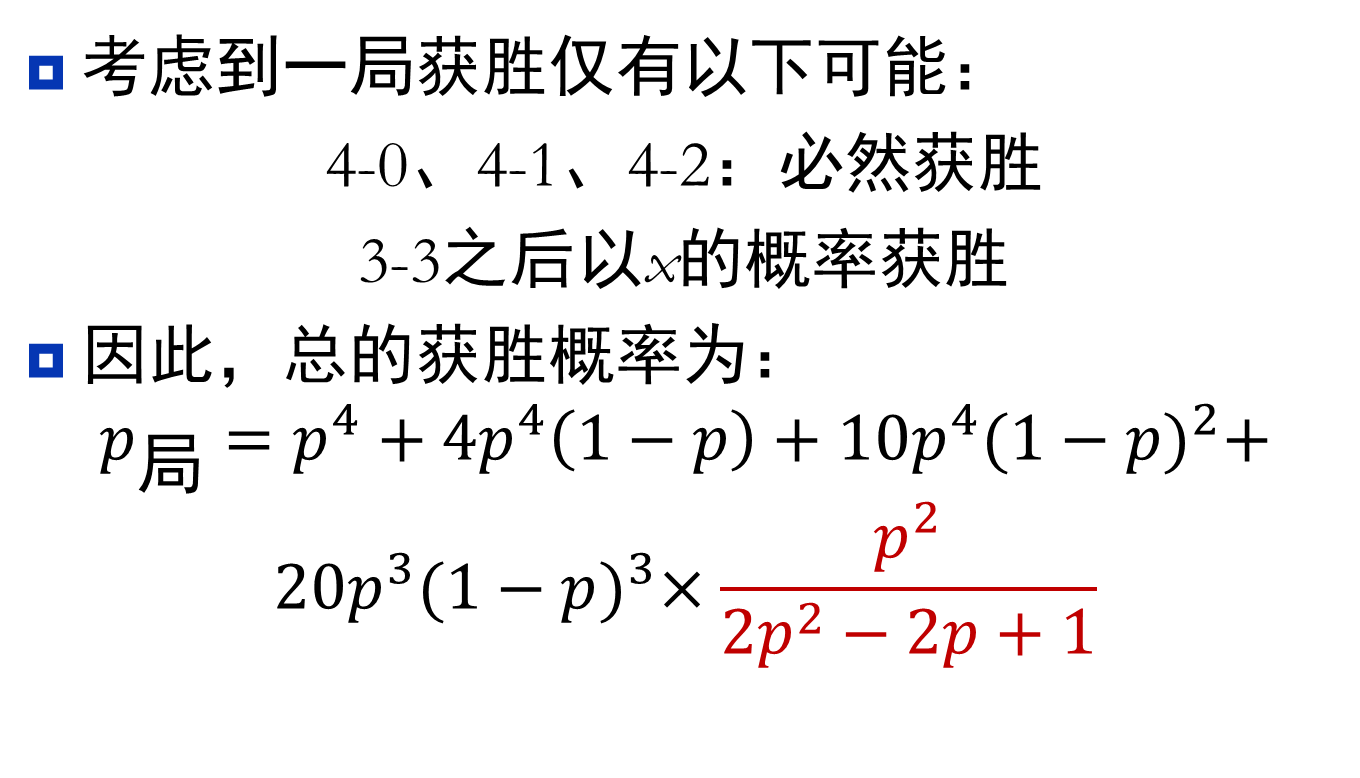 考虑到一局获胜仅有以下可能：
4-0、4-1、4-2：必然获胜
3-3之后以x的概率获胜
因此，总的获胜概率为：
p局 = p⁴ + 4p⁴(1 − p) + 10p⁴(1 − p)²+
20p³(1 − p)³× p² / (2p² − 2p + 1)